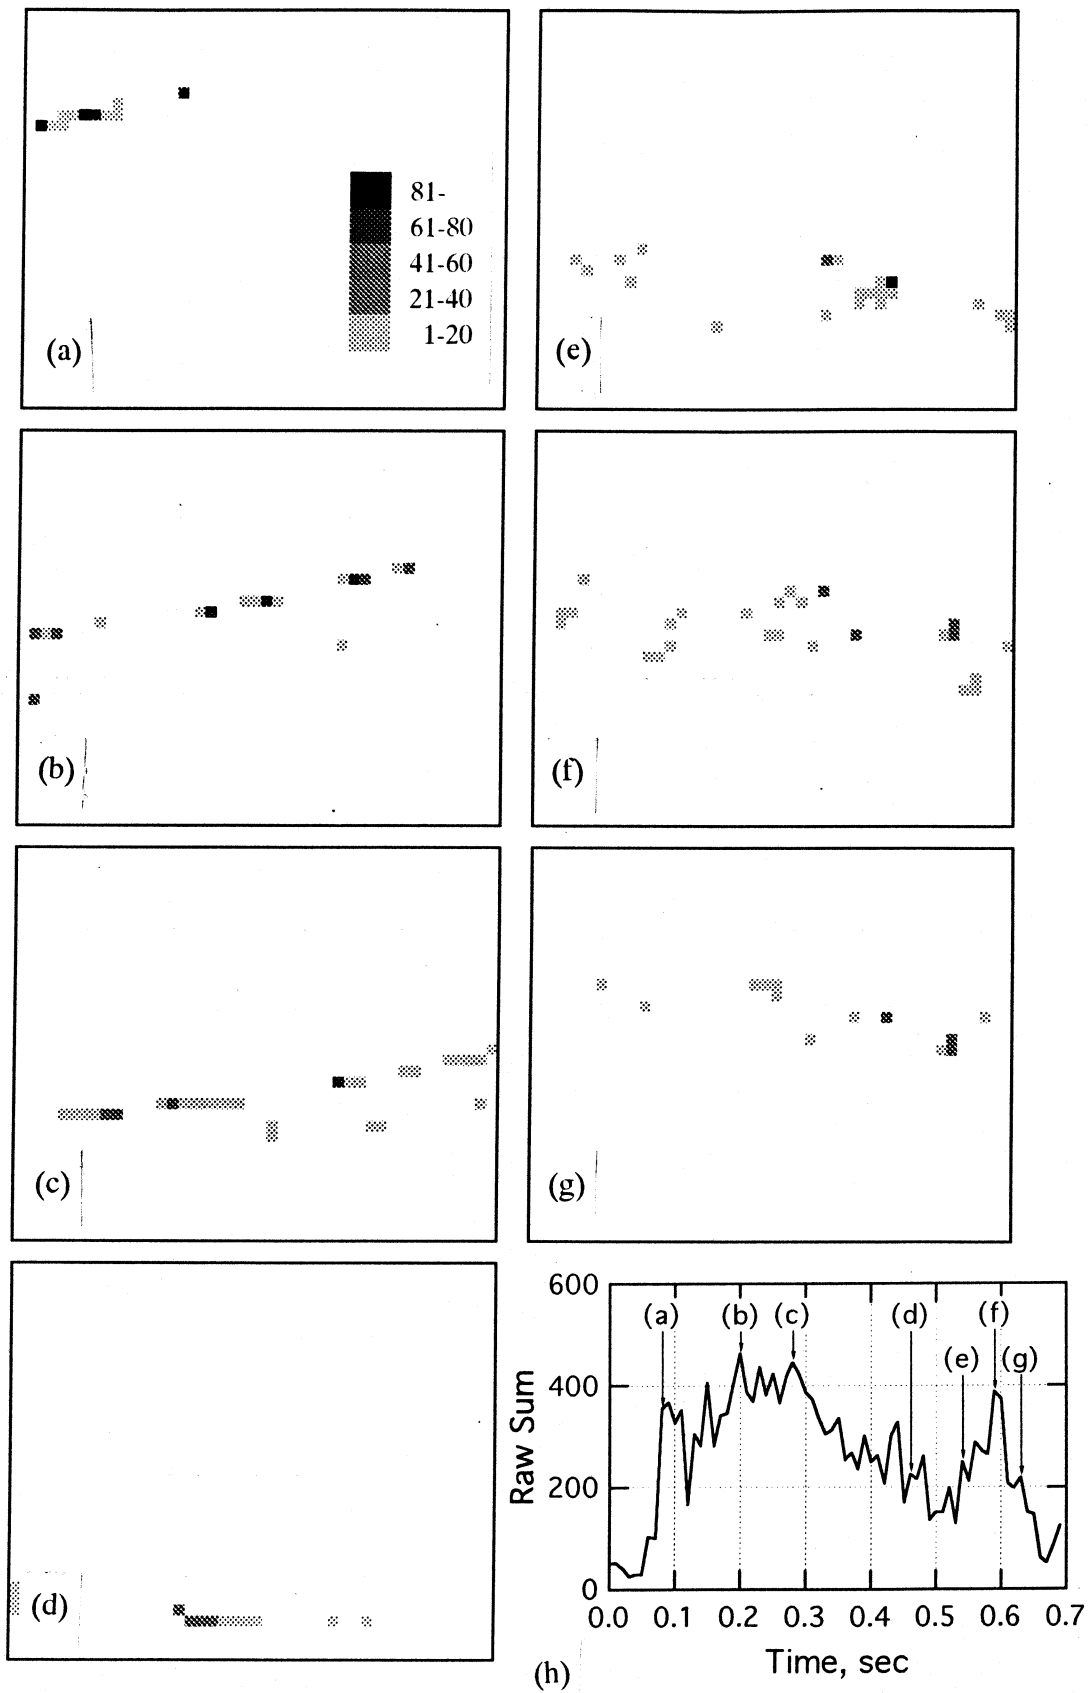 81-
61-80
41-60
21-40
1-20
(a)
(b)
(c)
(d)
(e)
(f)
(g)
600
400
200
0
Raw Sum
(a)
(b)
(c)
(d)
(f)
(e)
(g)
0.0 0.1 0.2 0.3 0.4 0.5 0.6 0.7
Time, sec
(h)